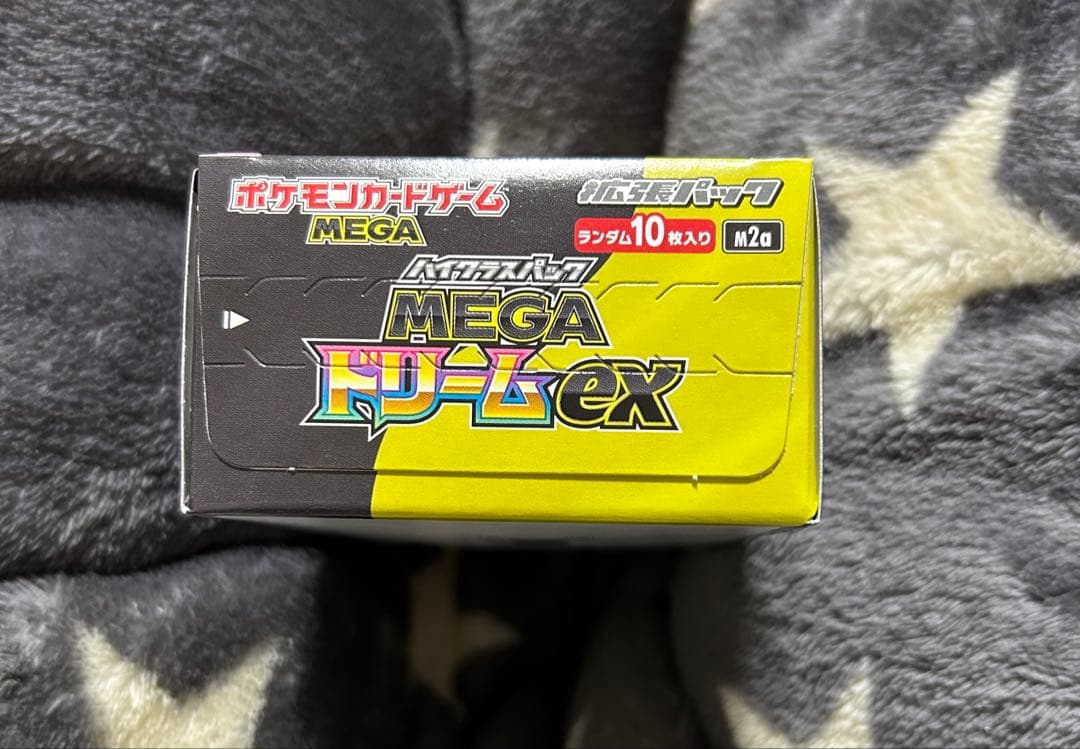 ポケモンカードゲーム
MEGA
拡張パック
ランダム10枚入り
M2a
ハイクラスパック
MEGA
ドリームex